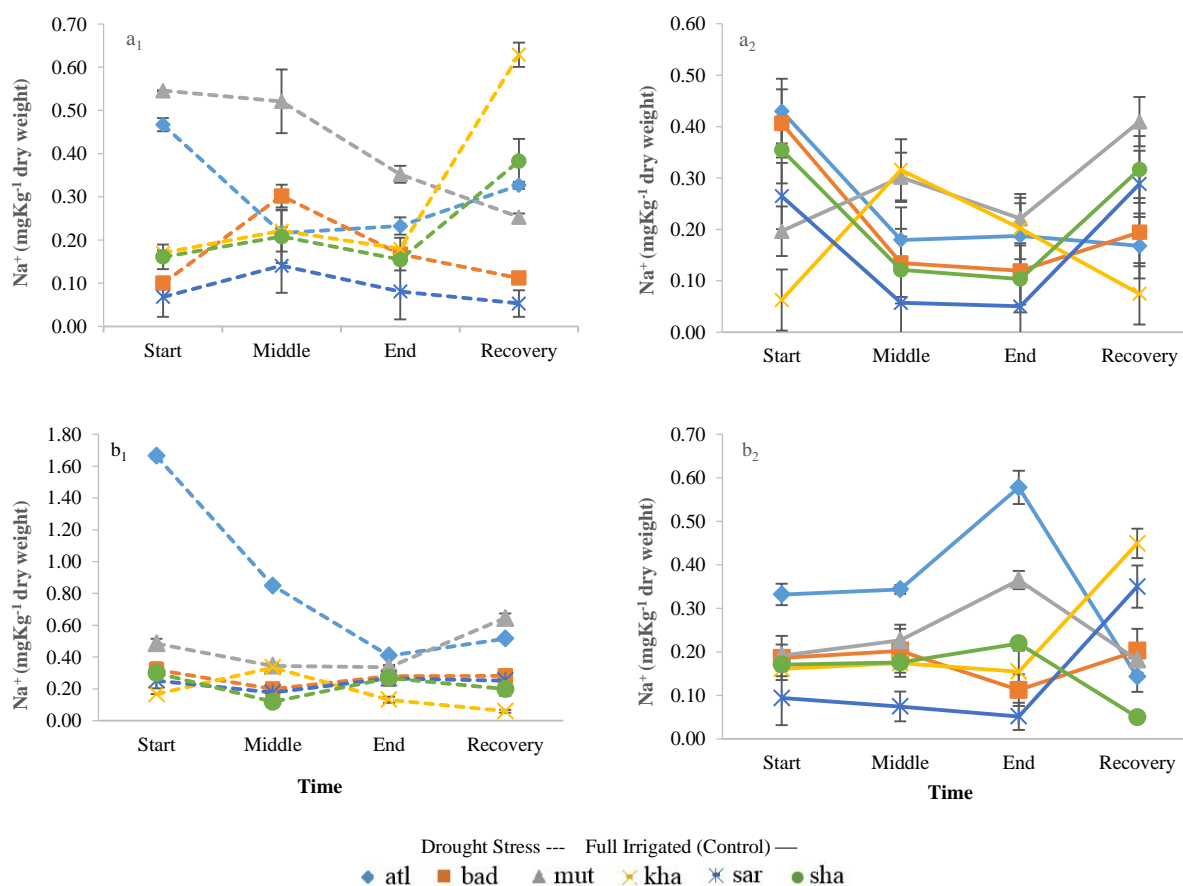 a₁
Na⁺ (mgKg⁻¹ dry weight)
0.70
0.60
0.50
0.40
0.30
0.20
0.10
0.00
Start Middle End Recovery
a₂
Na⁺ (mgKg⁻¹ dry weight)
0.60
0.50
0.40
0.30
0.20
0.10
0.00
Start Middle End Recovery
b₁
Na⁺ (mgKg⁻¹ dry weight)
1.80
1.60
1.40
1.20
1.00
0.80
0.60
0.40
0.20
0.00
Start Middle End Recovery
Time
b₂
Na⁺ (mgKg⁻¹ dry weight)
0.70
0.60
0.50
0.40
0.30
0.20
0.10
0.00
Start Middle End Recovery
Time
Drought Stress --- Full Irrigated (Control) —
atl bad mut kha sar sha